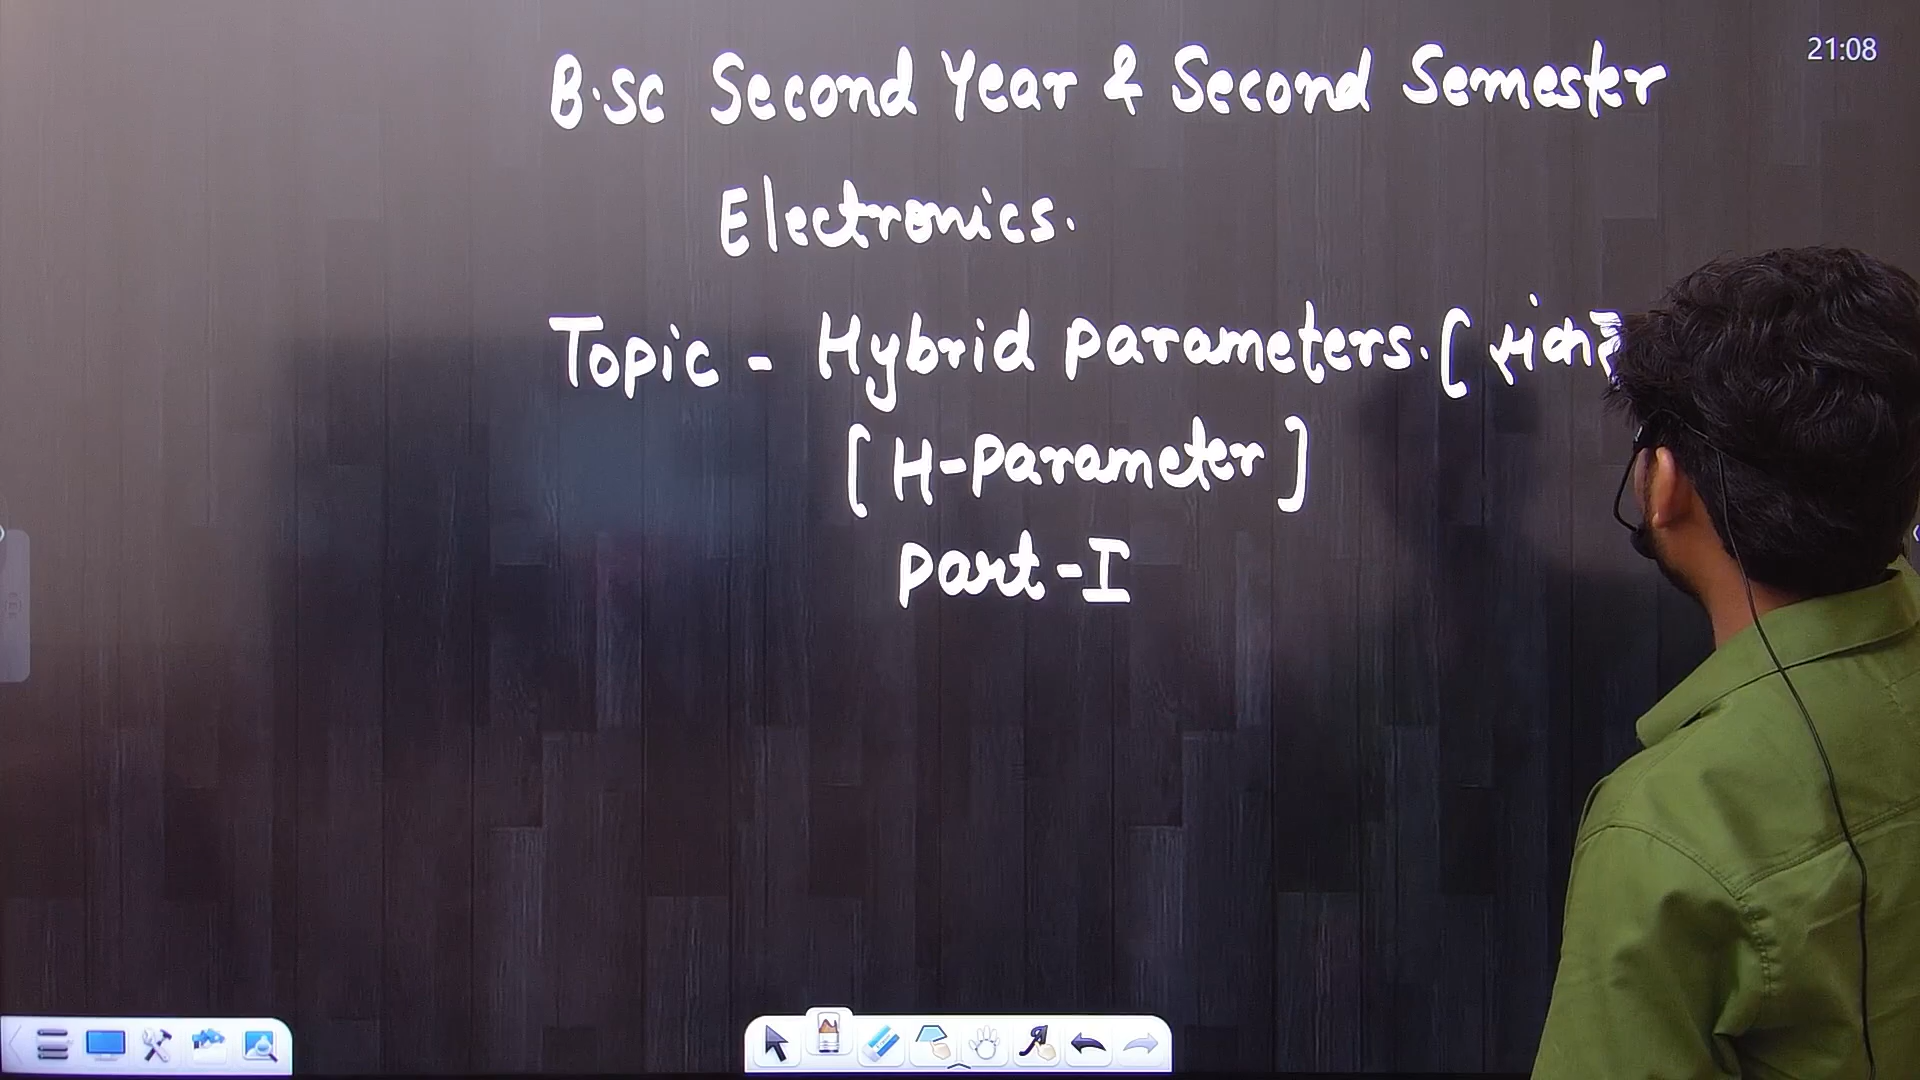 21:08
B.sc Second Year & Second Semester
Electronics.
Topic - Hybrid parameters. [
[ H-parameter ]
part-I